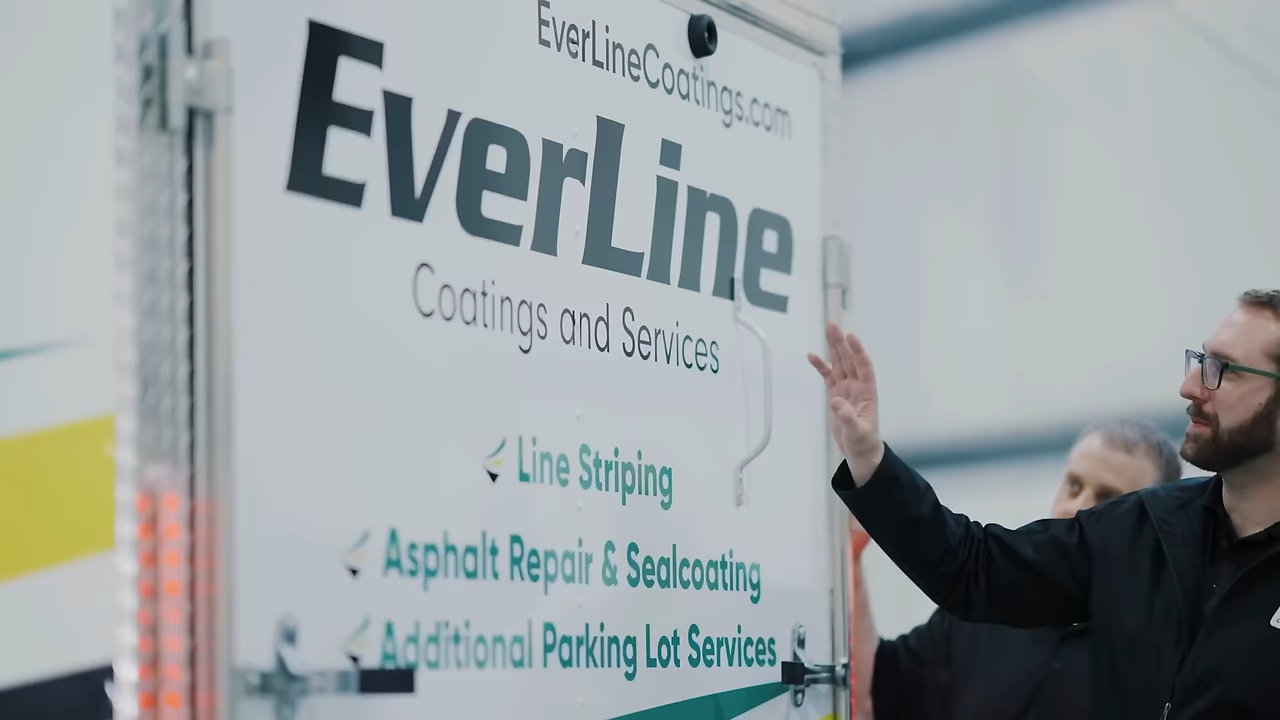 EverLineCoatings.com
EverLine
Coatings and Services
Line Striping
Asphalt Repair & Sealcoating
Additional Parking Lot Services